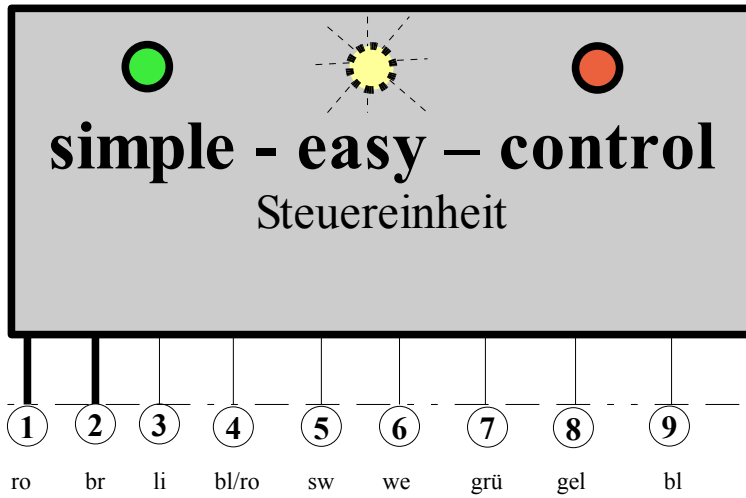 simple - easy – control
Steuereinheit
1 2 3 4 5 6 7 8 9
ro br li bl/ro sw we grü gel bl